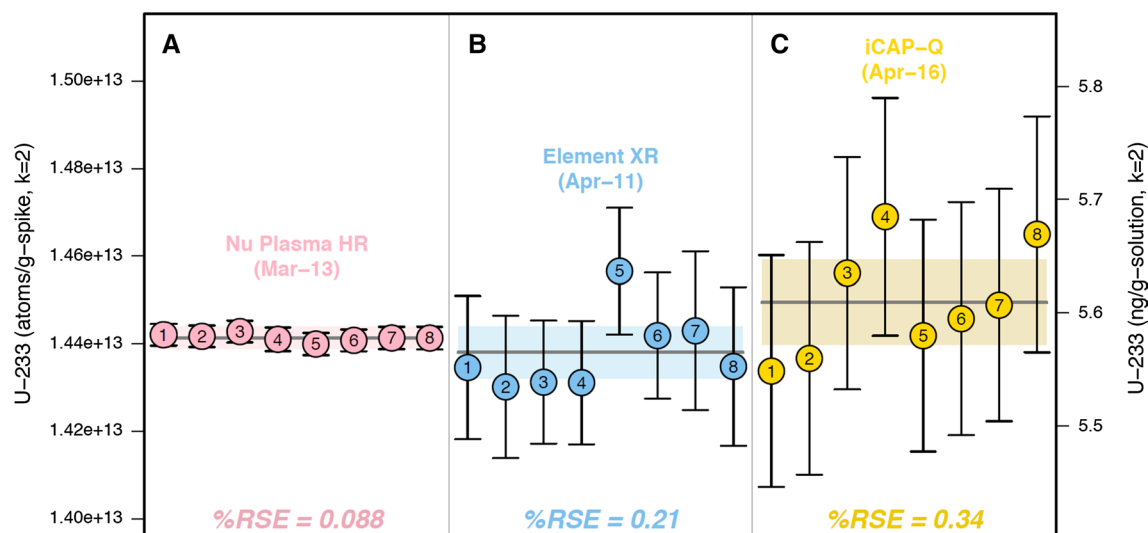 A
B
C
iCAP-Q
(Apr-16)
Element XR
(Apr-11)
Nu Plasma HR
(Mar-13)
U-233 (atoms/g-spike, k=2)
1.50e+13
1.48e+13
1.46e+13
1.44e+13
1.42e+13
1.40e+13
1
2
3
4
5
6
7
8
1
2
3
4
5
6
7
8
1
2
3
4
5
6
7
8
%RSE = 0.088
%RSE = 0.21
%RSE = 0.34
5.8
5.7
5.6
5.5
U-233 (ng/g-solution, k=2)